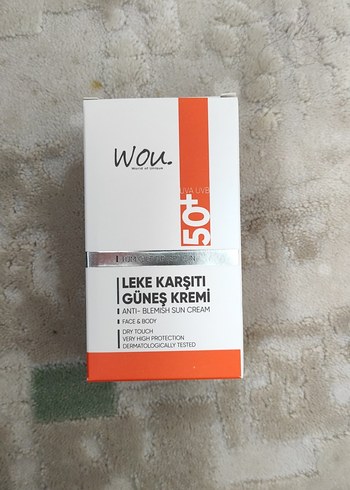 Wou.
World of Unique
UVA UVB
50+
LEKE KARŞITI
GÜNEŞ KREMİ
ANTI- BLEMISH SUN CREAM
FACE & BODY
DRY TOUCH
VERY HIGH PROTECTION
DERMATOLOGICALLY TESTED